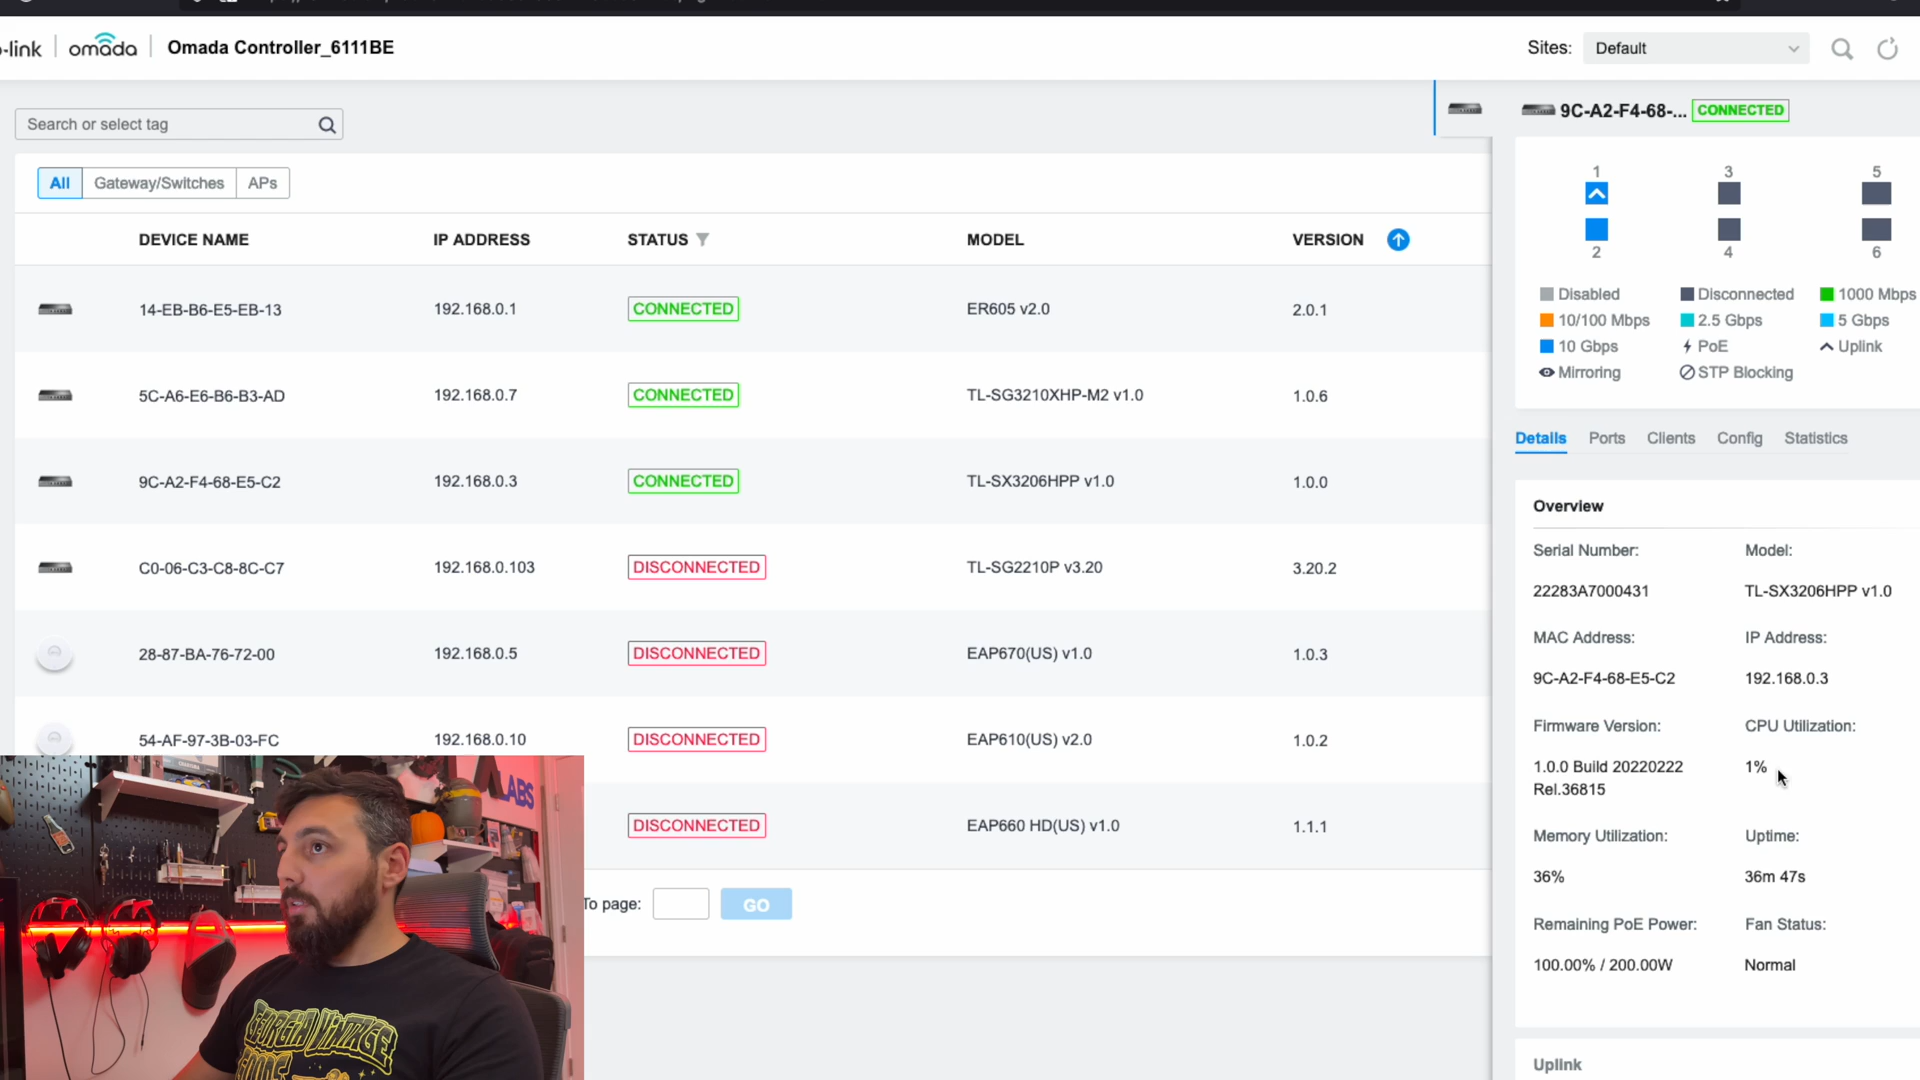 -link omada Omada Controller_6111BE Sites: Default
Search or select tag
All Gateway/Switches APs
DEVICE NAME IP ADDRESS STATUS MODEL VERSION
14-EB-B6-E5-EB-13 192.168.0.1 CONNECTED ER605 v2.0 2.0.1
5C-A6-E6-B6-B3-AD 192.168.0.7 CONNECTED TL-SG3210XHP-M2 v1.0 1.0.6
9C-A2-F4-68-E5-C2 192.168.0.3 CONNECTED TL-SX3206HPP v1.0 1.0.0
C0-06-C3-C8-8C-C7 192.168.0.103 DISCONNECTED TL-SG2210P v3.20 3.20.2
28-87-BA-76-72-00 192.168.0.5 DISCONNECTED EAP670(US) v1.0 1.0.3
54-AF-97-3B-03-FC 192.168.0.10 DISCONNECTED EAP610(US) v2.0 1.0.2
DISCONNECTED EAP660 HD(US) v1.0 1.1.1
To page: GO
9C-A2-F4-68-... CONNECTED
1 3 5
2 4 6
Disabled Disconnected 1000 Mbps
10/100 Mbps 2.5 Gbps 5 Gbps
10 Gbps PoE Uplink
Mirroring STP Blocking
Details Ports Clients Config Statistics
Overview
Serial Number: Model:
22283A7000431 TL-SX3206HPP v1.0
MAC Address: IP Address:
9C-A2-F4-68-E5-C2 192.168.0.3
Firmware Version: CPU Utilization:
1.0.0 Build 20220222 1%
Rel.36815
Memory Utilization: Uptime:
36% 36m 47s
Remaining PoE Power: Fan Status:
100.00% / 200.00W Normal
Uplink
LABS
GEORGIA VINTAGE
GOODS